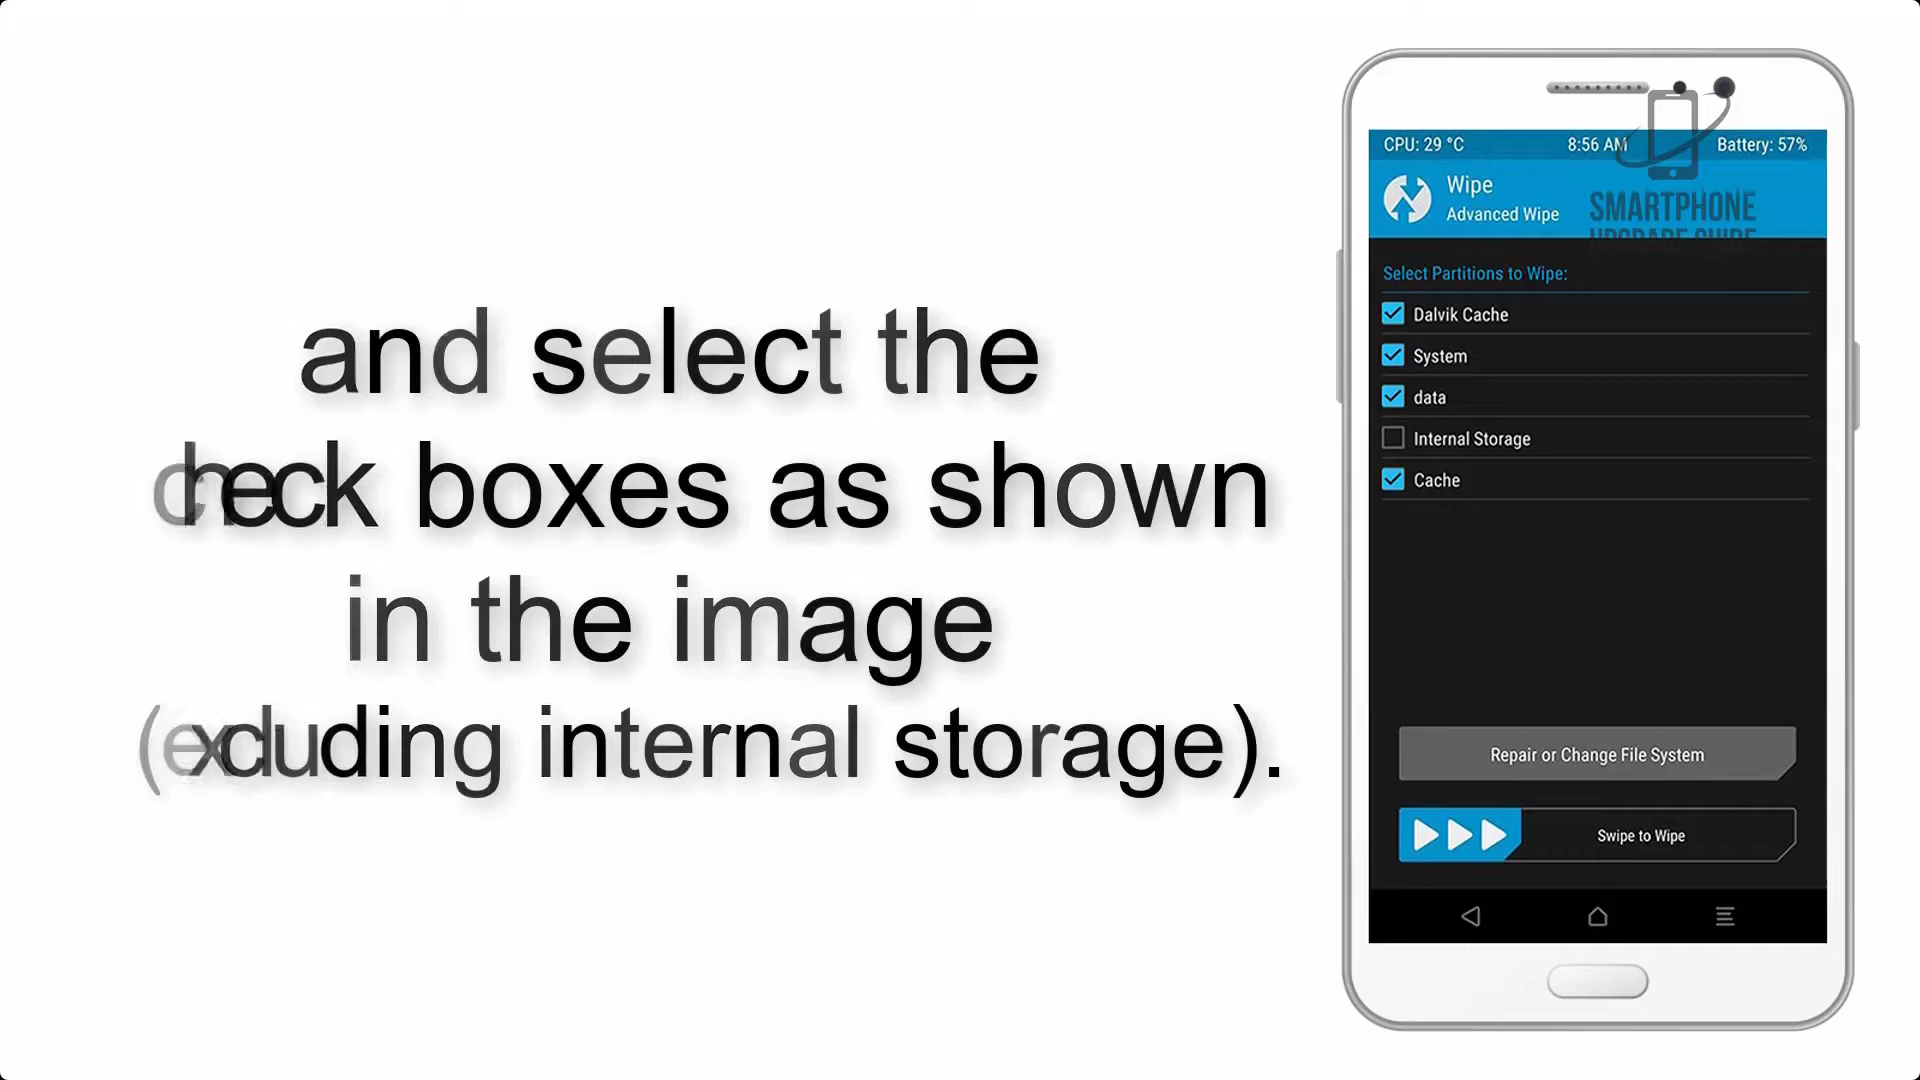 and select the
check boxes as shown
in the image
(excluding internal storage).
CPU: 29 °C 8:56 AM Battery: 57%
Wipe
Advanced Wipe
SMARTPHONE
UPGRADE GUIDE
Select Partitions to Wipe:
Dalvik Cache
System
data
Internal Storage
Cache
Repair or Change File System
Swipe to Wipe